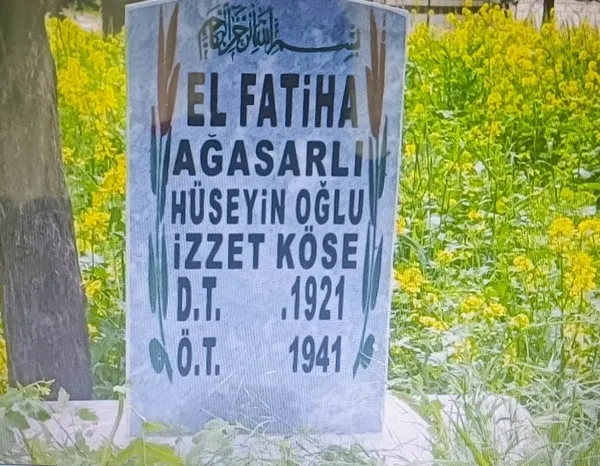 بسم الله الرحمن الرحيم
EL FATİHA
AĞASARLI
HÜSEYİN OĞLU
İZZET KÖSE
D.T. .1921
Ö.T. 1941